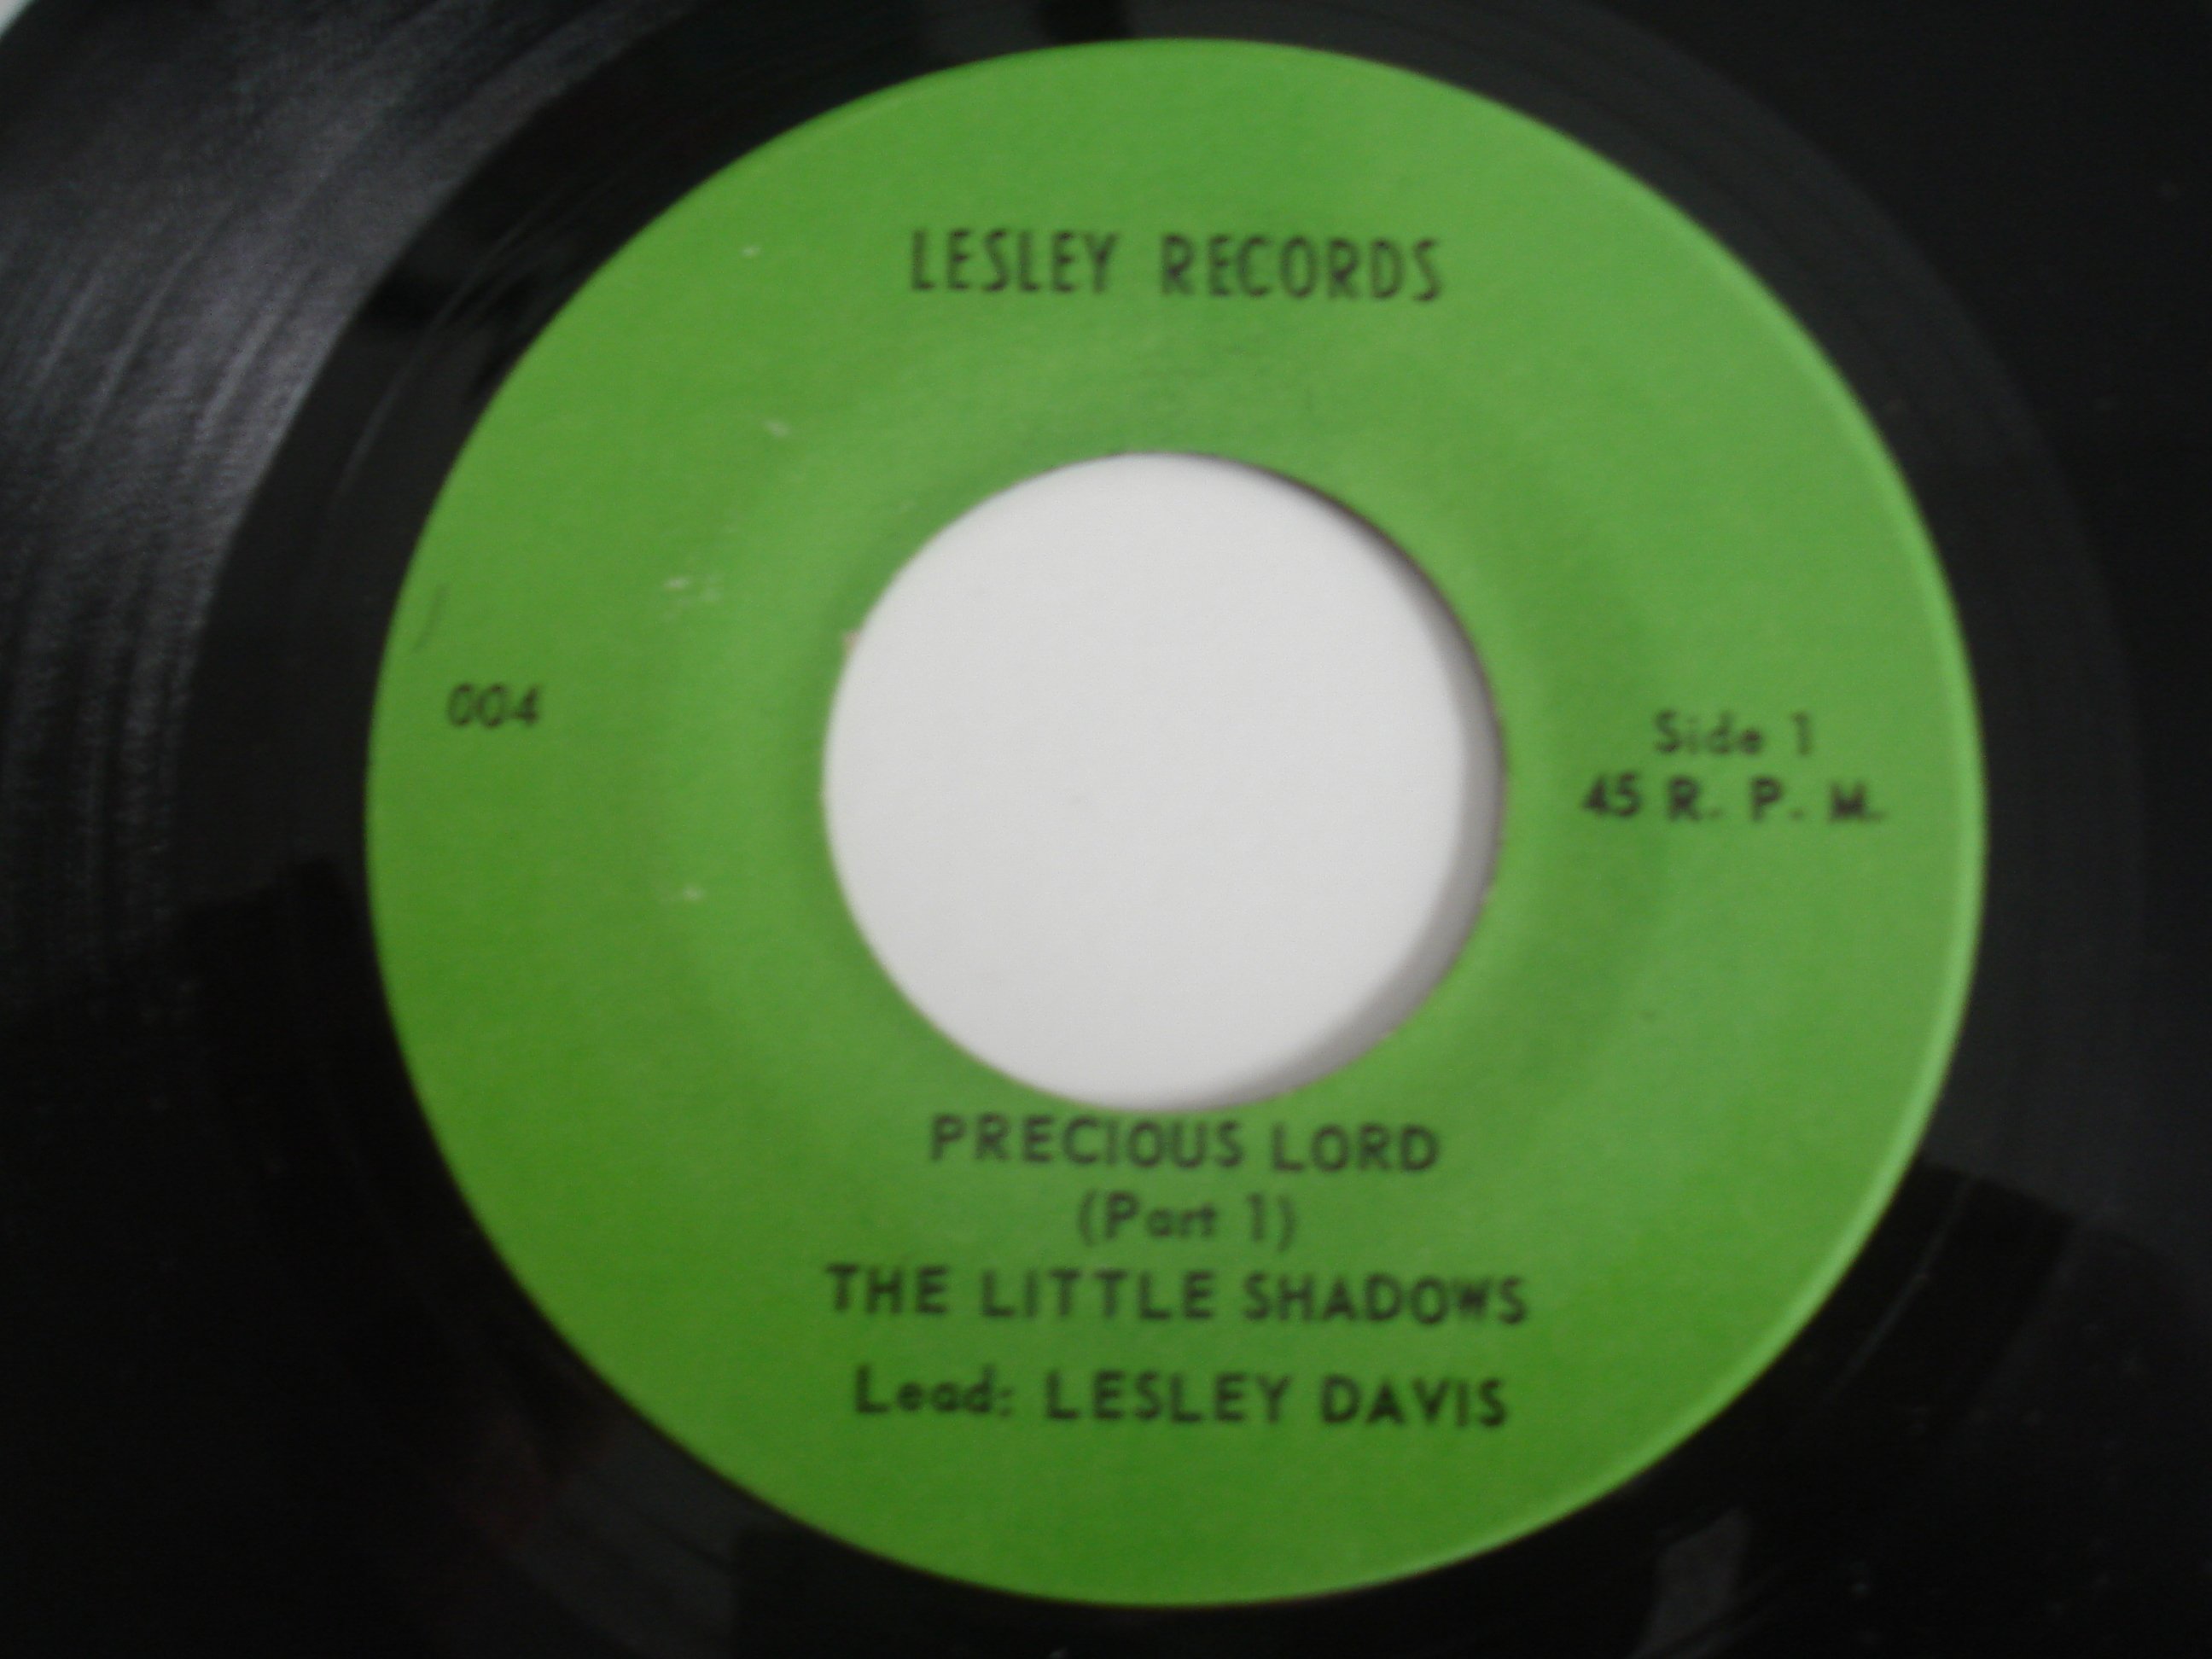 LESLEY RECORDS
004
Side 1
45 R. P. M.
PRECIOUS LORD
(Part 1)
THE LITTLE SHADOWS
Lead: LESLEY DAVIS